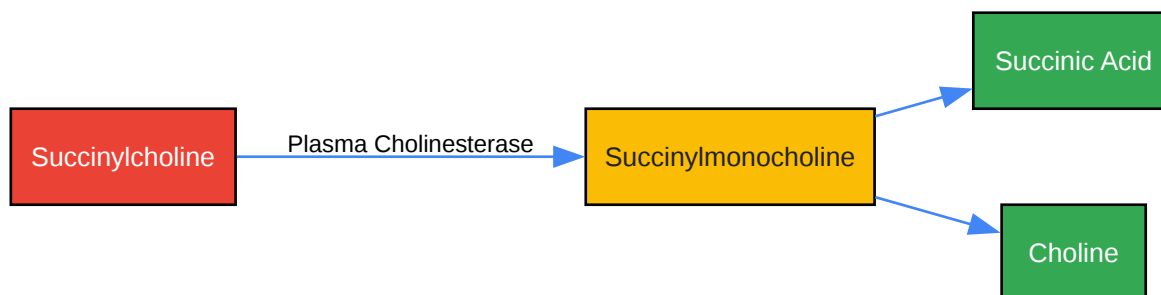 Succinic Acid
Plasma Cholinesterase
Succinylcholine
Succinylmonocholine
Choline